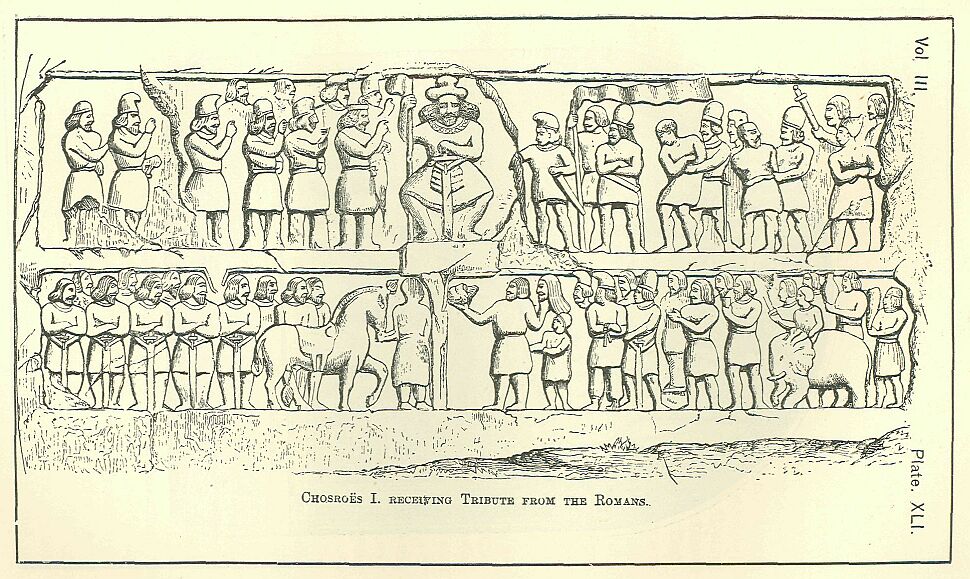 Vol. III.
Plate. XLI.
CHOSROËS I. RECEIVING TRIBUTE FROM THE ROMANS.